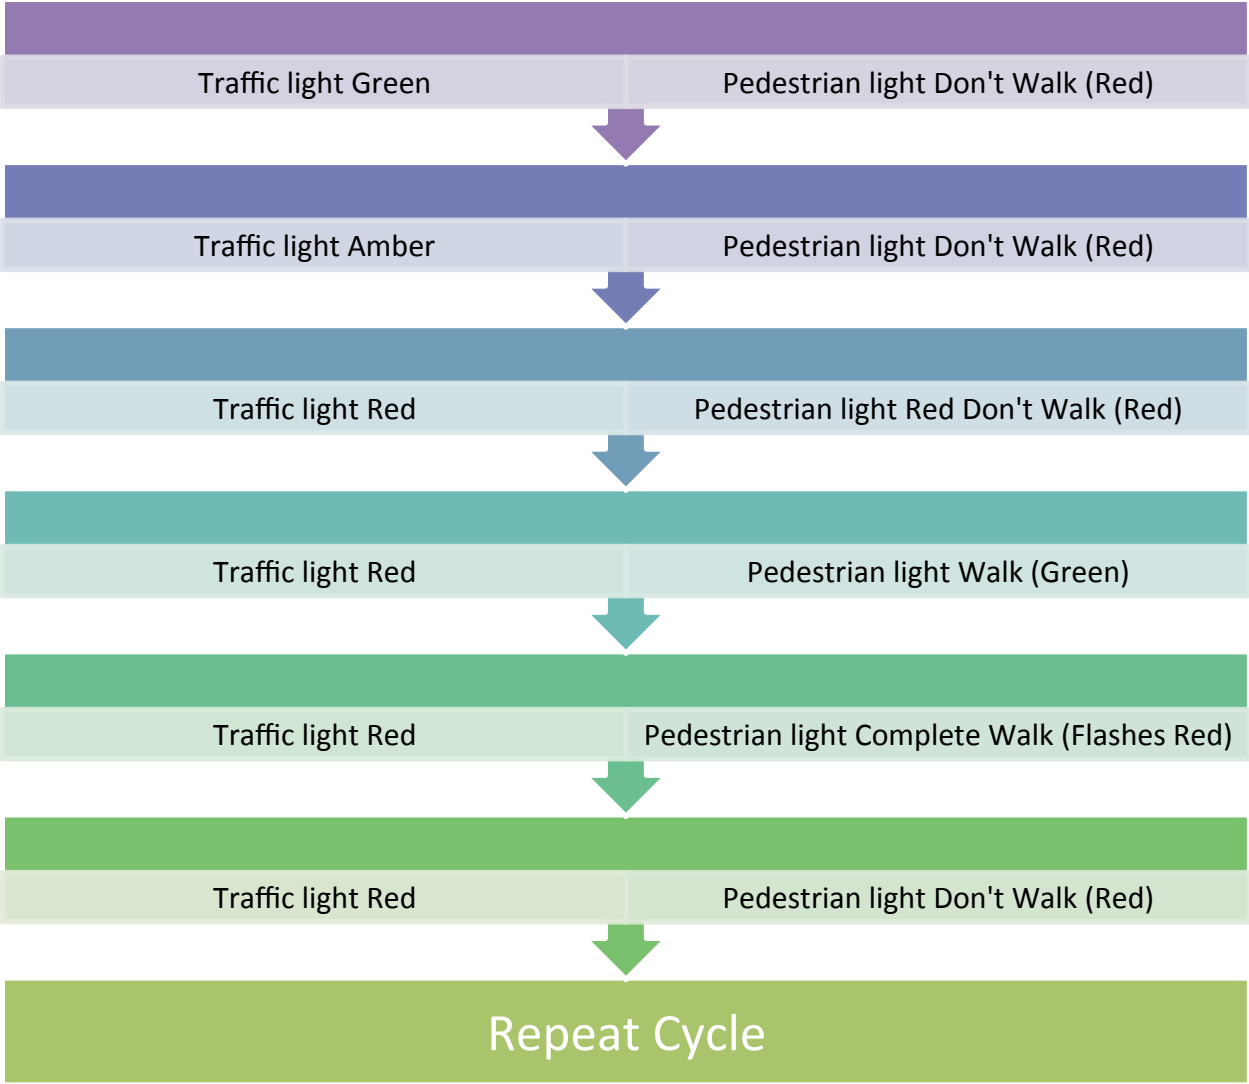 Traffic light Green
Pedestrian light Don't Walk (Red)
Traffic light Amber
Pedestrian light Don't Walk (Red)
Traffic light Red
Pedestrian light Red Don't Walk (Red)
Traffic light Red
Pedestrian light Walk (Green)
Traffic light Red
Pedestrian light Complete Walk (Flashes Red)
Traffic light Red
Pedestrian light Don't Walk (Red)
Repeat Cycle